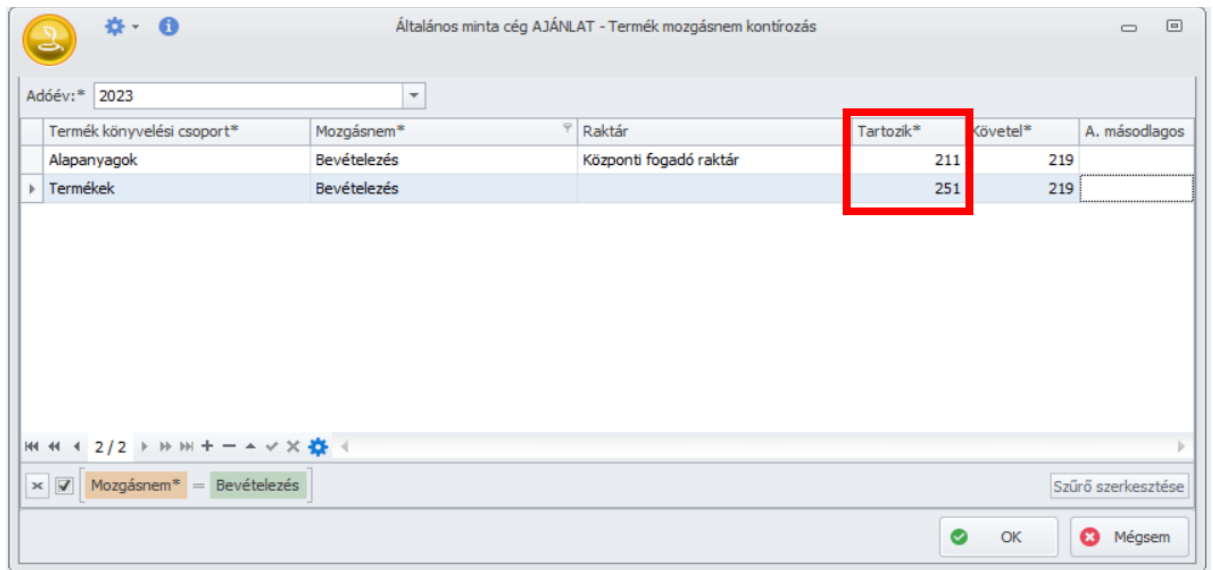 Általános minta cég AJÁNLAT - Termék mozgásnem kontírozás
Adóév:* 2023
Termék könyvelési csoport* Mozgásnem* Raktár Tartozik* Követel* A. másodlagos
Alapanyagok Bevételezés Központi fogadó raktár 211 219
Termékek Bevételezés 251 219
2 / 2
Mozgásnem* = Bevételezés Szűrő szerkesztése
OK Mégsem